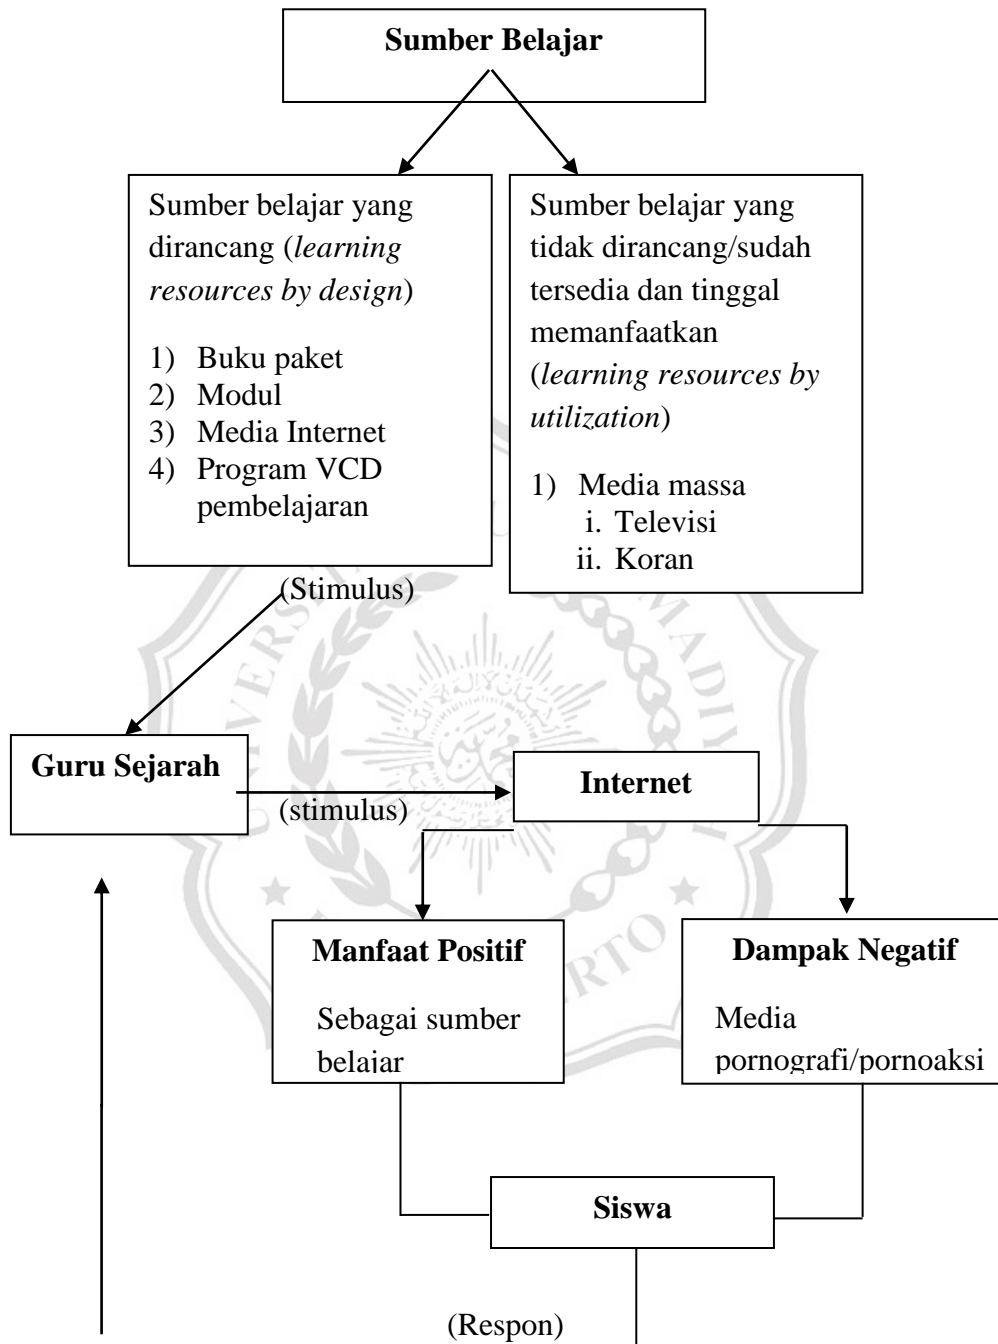 Sumber Belajar
Sumber belajar yang
dirancang (learning
resources by design)
1) Buku paket
2) Modul
3) Media Internet
4) Program VCD
pembelajaran
Sumber belajar yang
tidak dirancang/sudah
tersedia dan tinggal
memanfaatkan
(learning resources by
utilization)
1) Media massa
i. Televisi
ii. Koran
(Stimulus)
Guru Sejarah
(stimulus)
Internet
Manfaat Positif
Sebagai sumber
belajar
Dampak Negatif
Media
pornografi/pornoaksi
Siswa
(Respon)